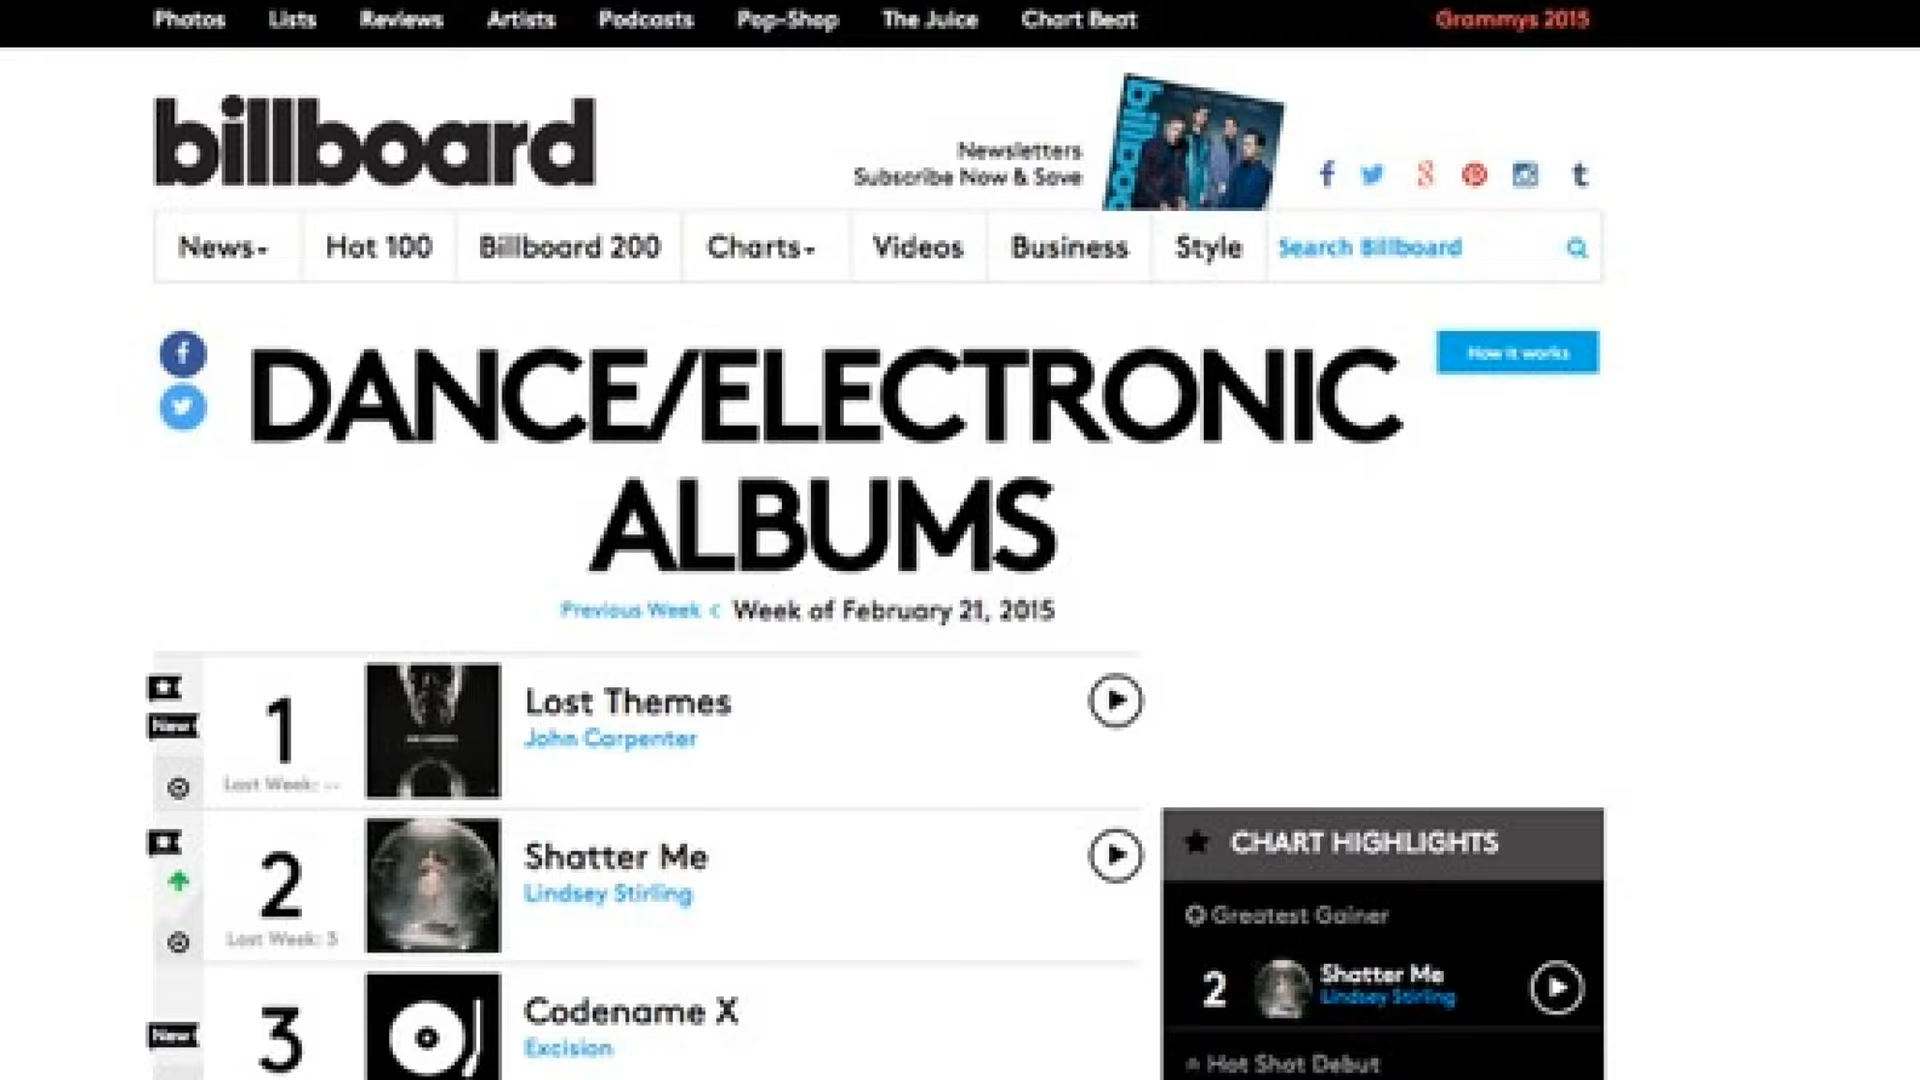 Photos Lists Reviews Artists Podcasts Pop-Shop The Juice Chart Beat Grammys 2015
billboard
Newsletters
Subscribe Now & Save
billboard
News Hot 100 Billboard 200 Charts Videos Business Style Search Billboard
How it works
DANCE/ELECTRONIC
ALBUMS
Previous Week < Week of February 21, 2015
1
Lost Themes
John Carpenter
New
Last Week: --
2
Shatter Me
Lindsey Stirling
Last Week: 3
CHART HIGHLIGHTS
Greatest Gainer
2
Shatter Me
Lindsey Stirling
3
Codename X
Excision
New
Hot Shot Debut